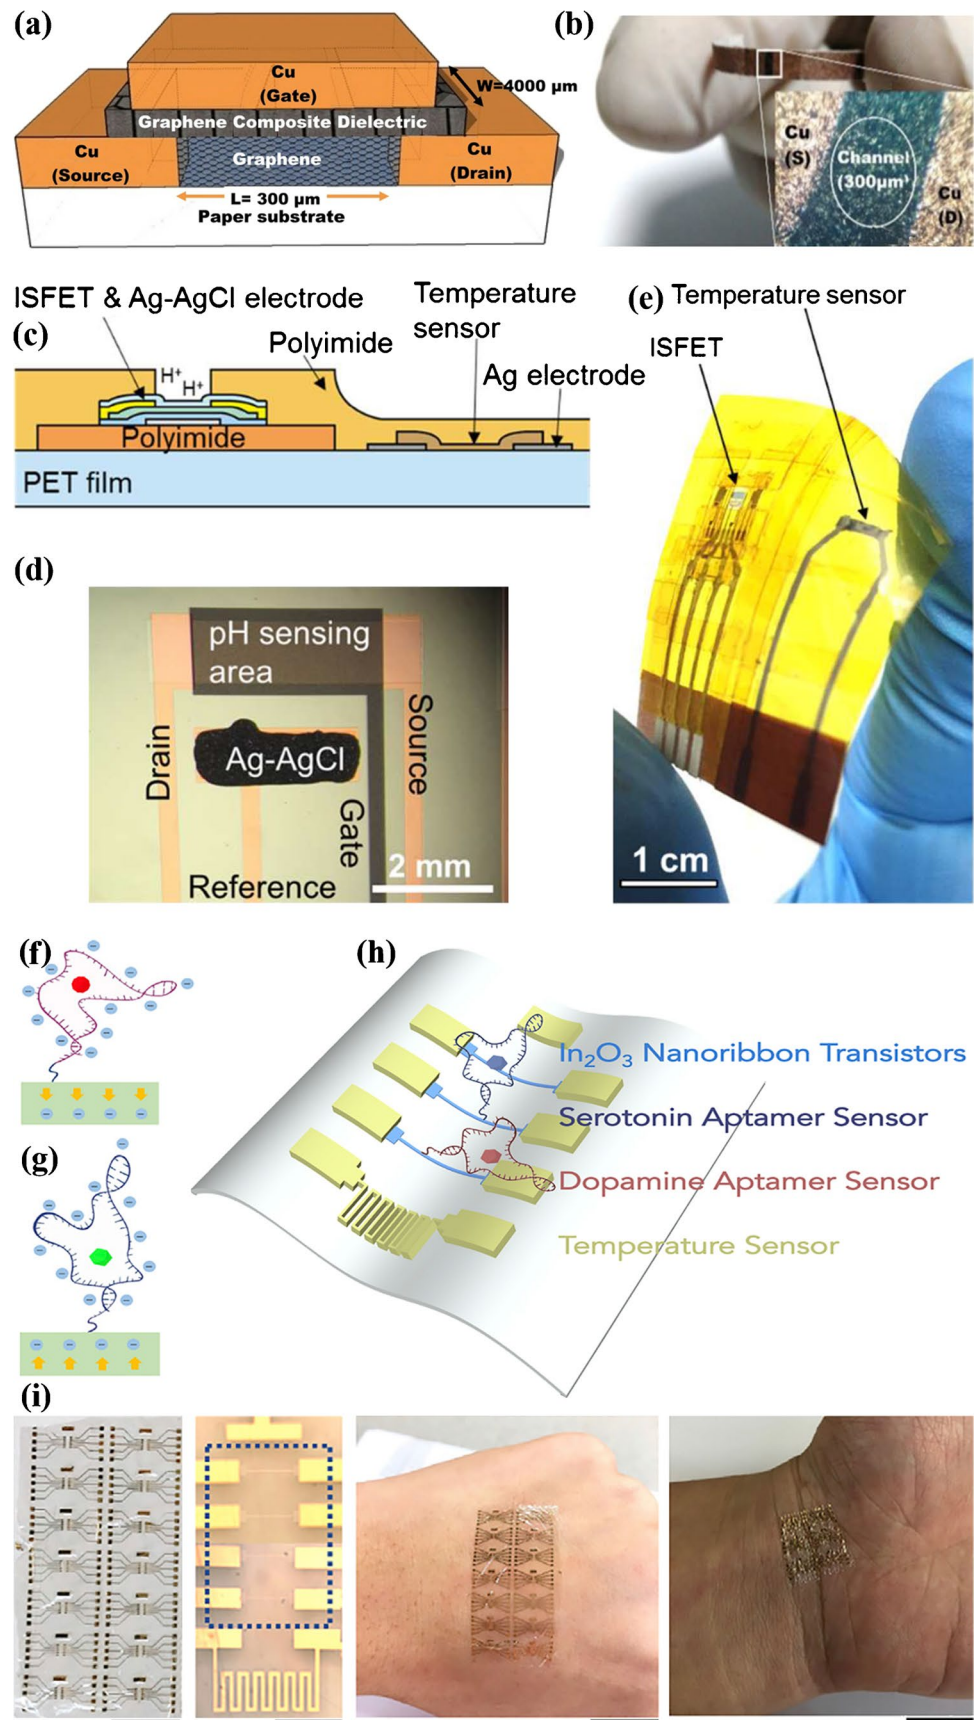 (a)
Cu
(Gate)
W=4000 µm
Graphene Composite Dielectric
Cu
(Source)
Graphene
Cu
(Drain)
L= 300 µm
Paper substrate
(b)
Cu
(S)
Channel
(300µm)
Cu
(D)
ISFET & Ag-AgCl electrode
(c)
Temperature
sensor
Polyimide
H+
H+
Ag electrode
Polyimide
PET film
(e)
Temperature sensor
ISFET
1 cm
(d)
pH sensing
area
Drain
Ag-AgCl
Source
Gate
Reference
2 mm
(f)
(g)
(h)
In2O3 Nanoribbon Transistors
Serotonin Aptamer Sensor
Dopamine Aptamer Sensor
Temperature Sensor
(i)